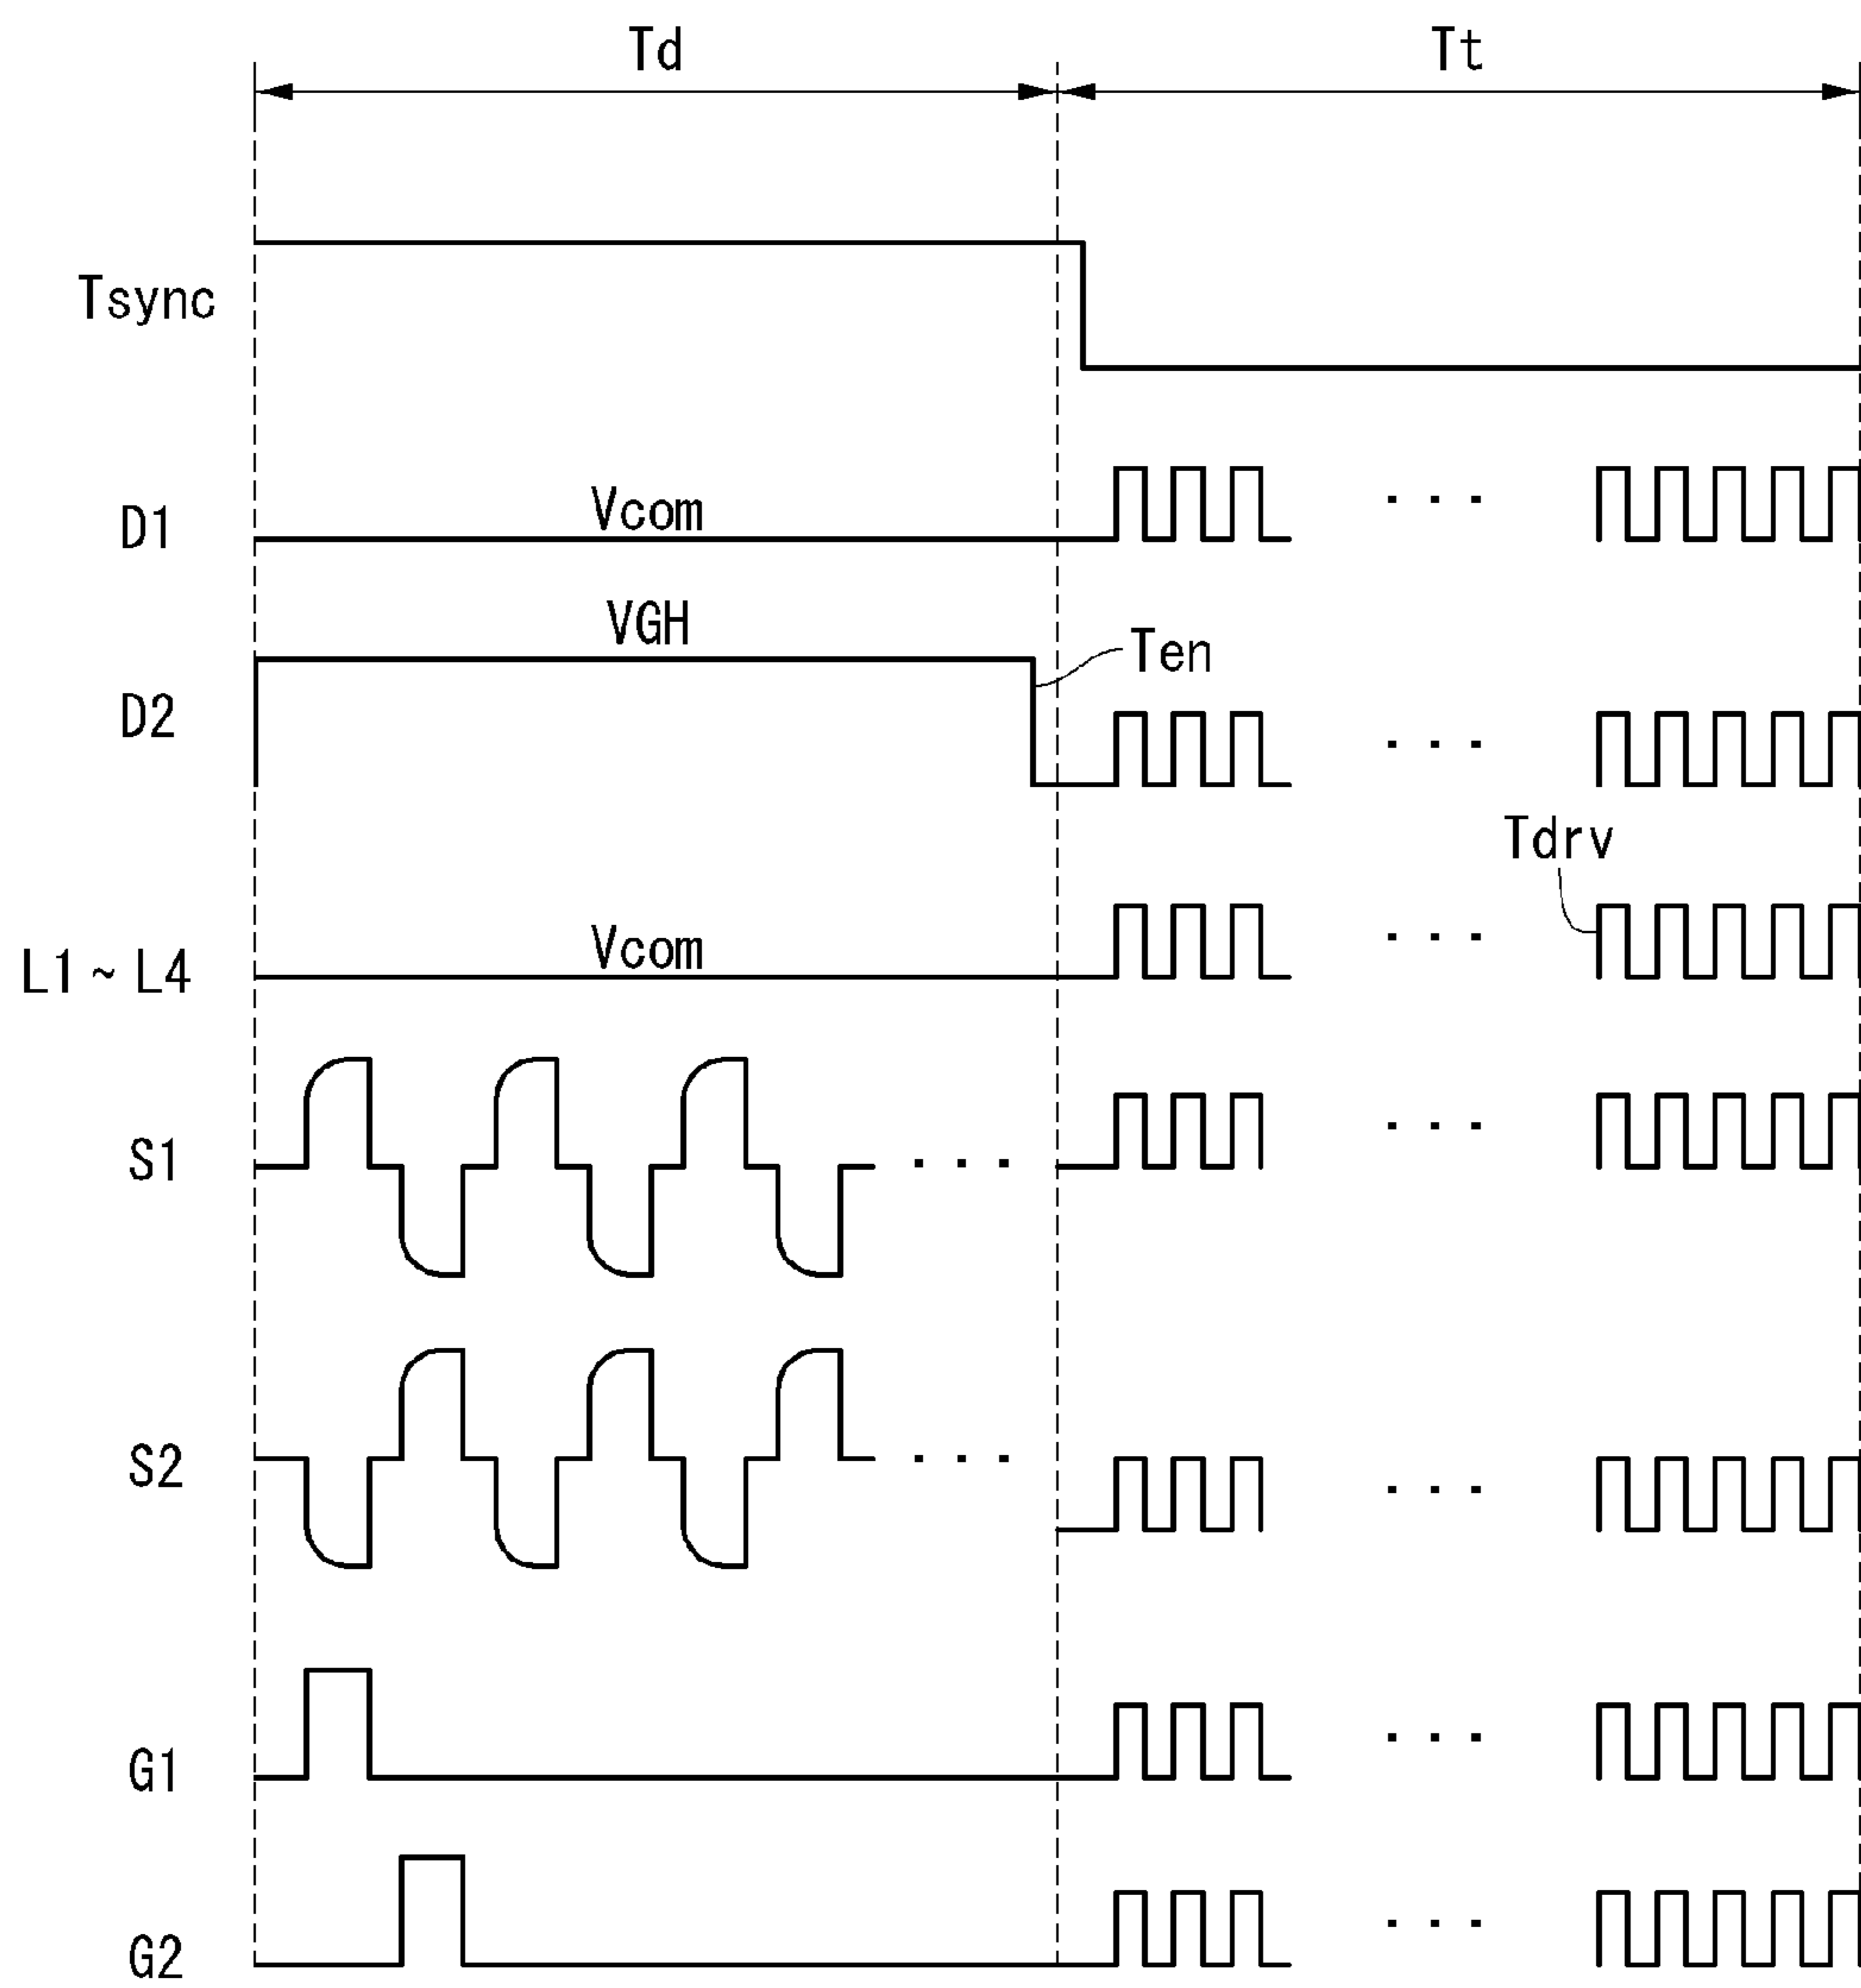 Td
Tt
Tsync
D1
Vcom
D2
VGH
Ten
Tdrv
L1 ~ L4
Vcom
S1
S2
G1
G2